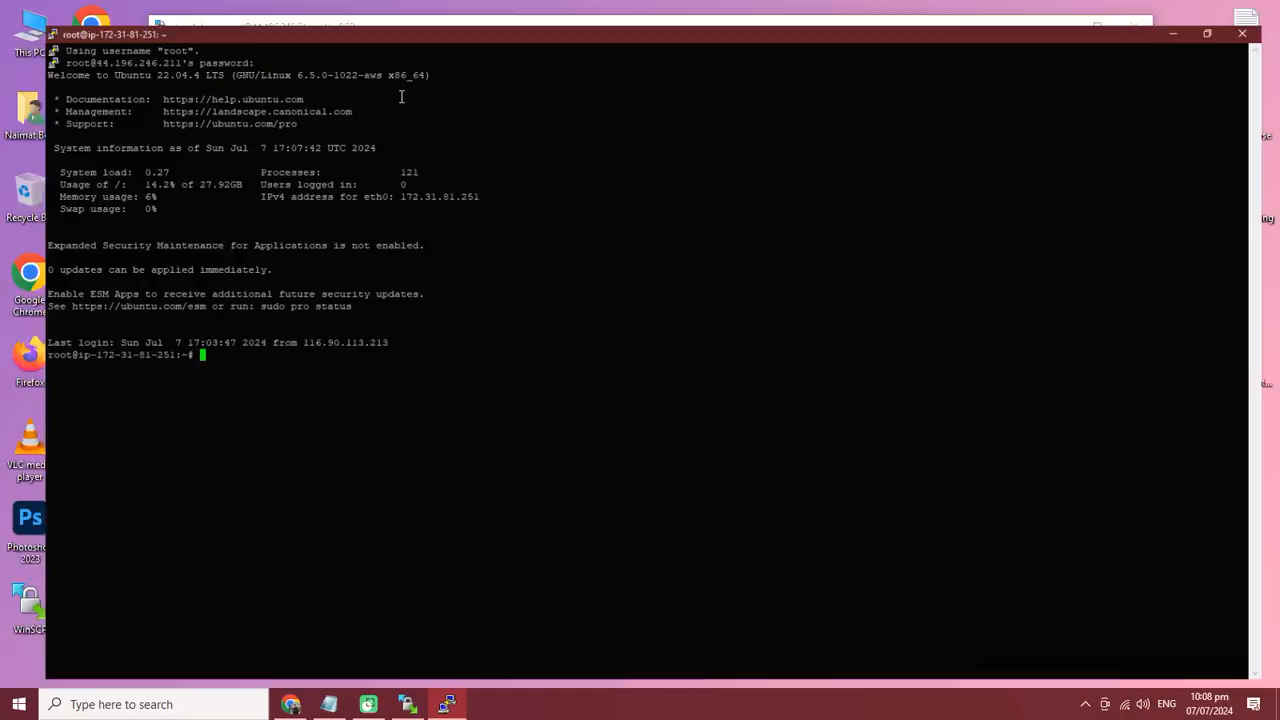 This PC
root@ip-172-31-81-251: ~
Using username "root".
root@44.196.246.211's password:
Welcome to Ubuntu 22.04.4 LTS (GNU/Linux 6.5.0-1022-aws x86_64)
* Documentation: https://help.ubuntu.com
* Management: https://landscape.canonical.com
* Support: https://ubuntu.com/pro
System information as of Sun Jul 7 17:07:42 UTC 2024
System load: 0.27 Processes: 121
Usage of /: 14.2% of 27.92GB Users logged in: 0
Memory usage: 6% IPv4 address for eth0: 172.31.81.251
Swap usage: 0%
Expanded Security Maintenance for Applications is not enabled.
0 updates can be applied immediately.
Enable ESM Apps to receive additional future security updates.
See https://ubuntu.com/esm or run: sudo pro status
Last login: Sun Jul 7 17:03:47 2024 from 116.90.113.213
root@ip-172-31-81-251:~#
Naimat B
Recycle B
Google
Chrom
Firefox
VLC med
player
Ps
Photosh
2023
WinSCP
Type here to search
ENG
10:08 pm
07/07/2024